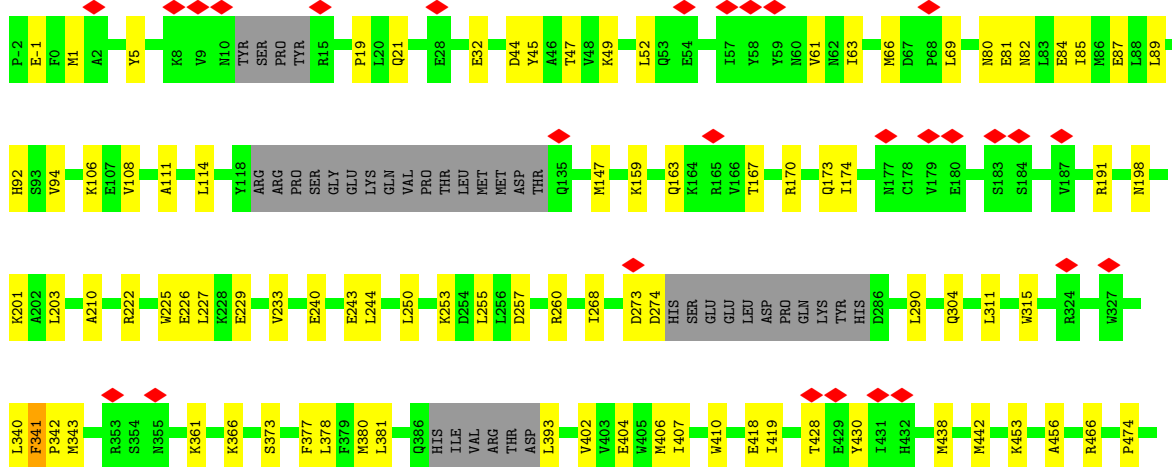 P-2 E-1 F0 M1 A2 Y5 K8 V9 N10 TYR SER PRO TYR R15 P19 L20 Q21 E28 E32 D44 Y45 A46 T47 V48 K49 L52 Q53 E54 I57 Y58 Y59 N60 V61 N62 I63 M66 D67 P68 L69 N80 E81 N82 L83 E84 I85 M86 E87 L88 L89
H92 S93 V94 K106 E107 V108 A111 L114 Y118 ARG ARG PRO SER GLY GLU LYS GLN VAL PRO THR LEU MET MET ASP THR Q135 M147 K159 Q163 K164 R165 V166 T167 R170 Q173 I174 N177 C178 V179 E180 S183 S184 V187 R191 N198
K201 A202 L203 A210 R222 W225 E226 L227 K228 E229 V233 E240 E243 L244 L250 K253 D254 L255 L256 D257 R260 I268 D273 D274 HIS SER GLU GLU LEU ASP PRO GLN LYS TYR HIS D286 L290 Q304 L311 W315 R324 W327
L340 F341 P342 M343 R353 S354 N355 K361 K366 S373 F377 L378 F379 M380 L381 Q386 HIS ILE VAL ARG THR ASP L393 V402 V403 E404 W405 M406 I407 W410 E418 I419 T428 E429 Y430 I431 H432 M438 M442 K453 A456 R466 P474